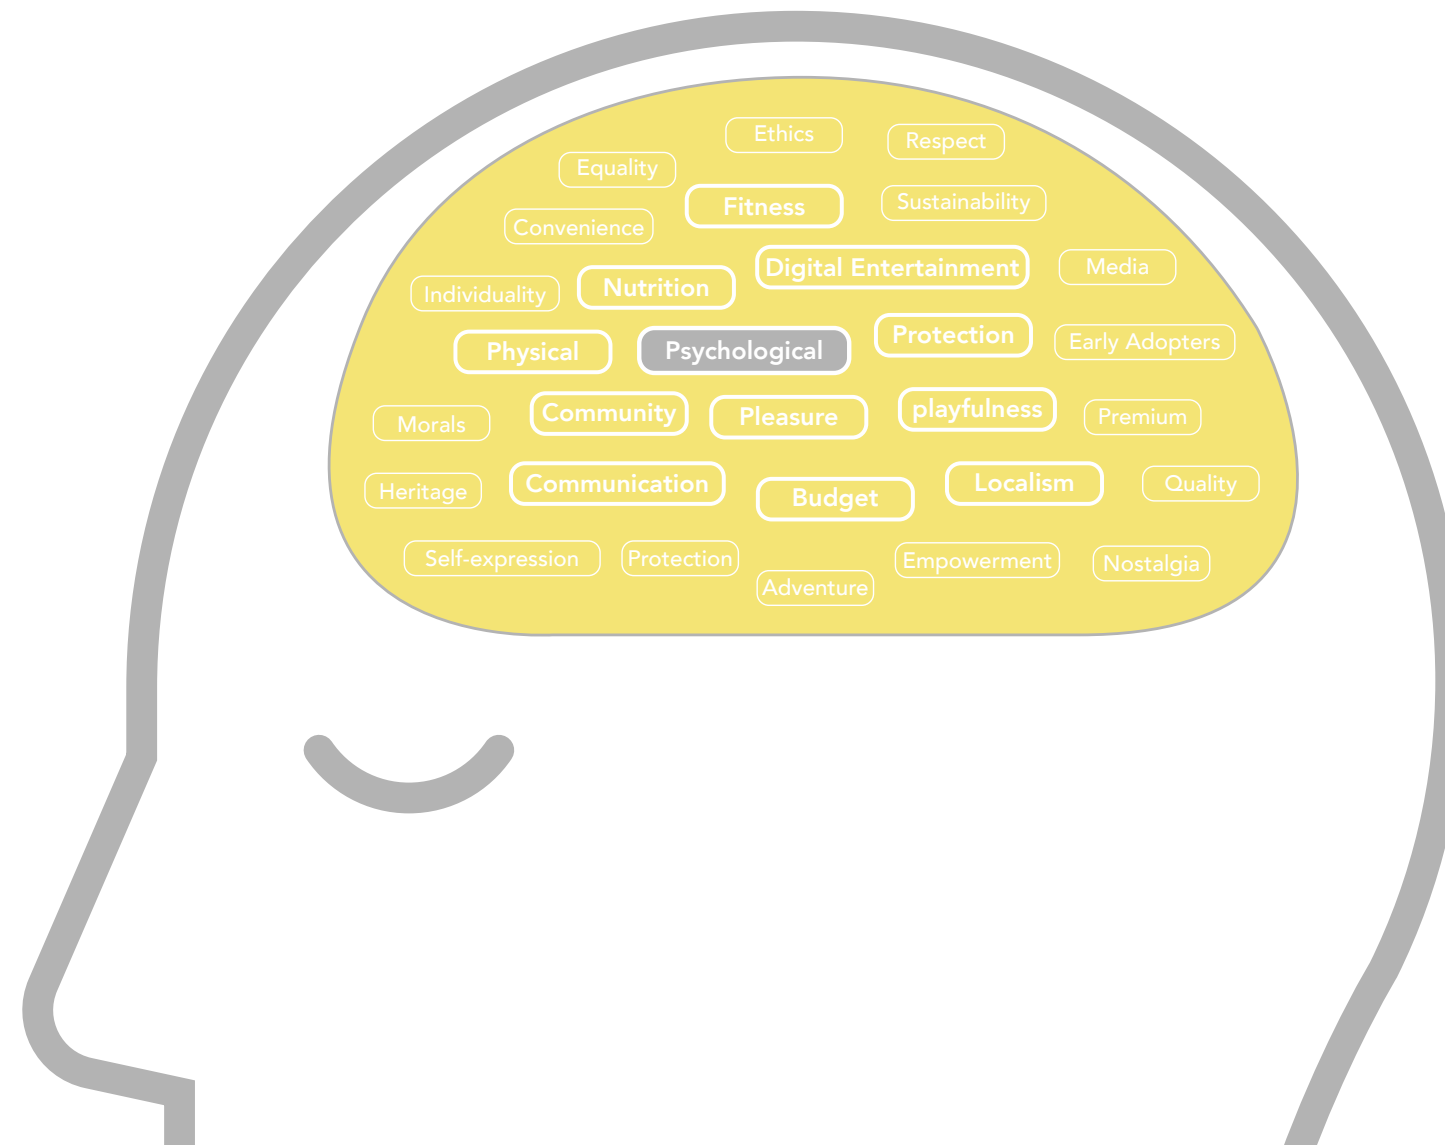 Ethics
Respect
Equality
Fitness
Sustainability
Convenience
Digital Entertainment
Media
Individuality
Nutrition
Physical
Psychological
Protection
Early Adopters
Morals
Community
Pleasure
playfulness
Premium
Heritage
Communication
Budget
Localism
Quality
Self-expression
Protection
Adventure
Empowerment
Nostalgia